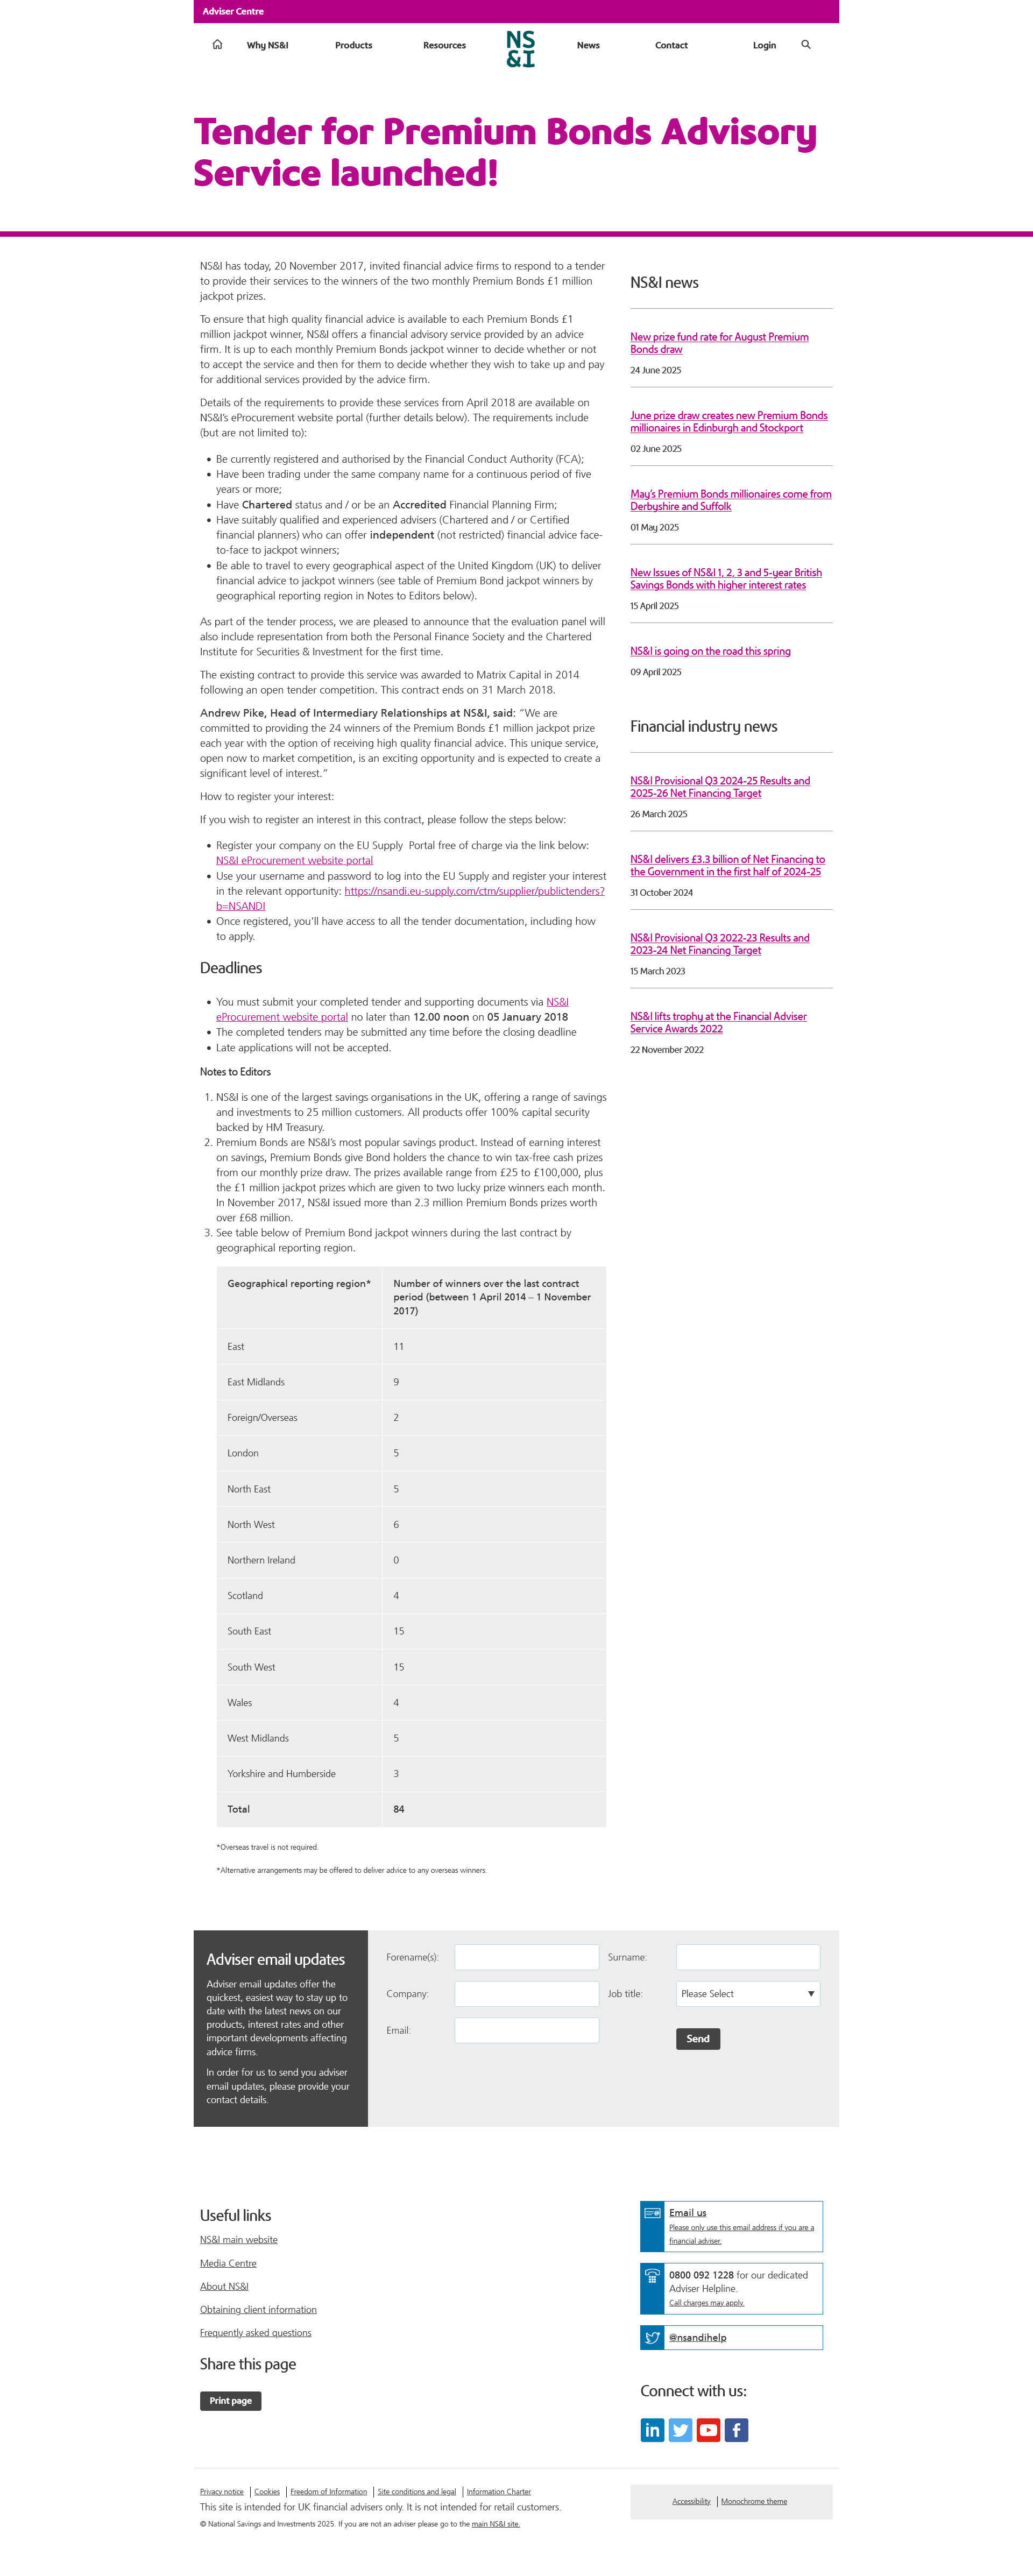 Adviser Centre
Why NS&I
Products
Resources
NS
&I
News
Contact
Login
Tender for Premium Bonds Advisory
Service launched!
NS&I has today, 20 November 2017, invited financial advice firms to respond to a tender
to provide their services to the winners of the two monthly Premium Bonds £1 million
jackpot prizes.
To ensure that high quality financial advice is available to each Premium Bonds £1
million jackpot winner, NS&I offers a financial advisory service provided by an advice
firm. It is up to each monthly Premium Bonds jackpot winner to decide whether or not
to accept the service and then for them to decide whether they wish to take up and pay
for additional services provided by the advice firm.
Details of the requirements to provide these services from April 2018 are available on
NS&I's eProcurement website portal (further details below). The requirements include
(but are not limited to):
• Be currently registered and authorised by the Financial Conduct Authority (FCA);
• Have been trading under the same company name for a continuous period of five
years or more;
• Have Chartered status and / or be an Accredited Financial Planning Firm;
• Have suitably qualified and experienced advisers (Chartered and / or Certified
financial planners) who can offer independent (not restricted) financial advice face-
to-face to jackpot winners;
• Be able to travel to every geographical aspect of the United Kingdom (UK) to deliver
financial advice to jackpot winners (see table of Premium Bond jackpot winners by
geographical reporting region in Notes to Editors below).
As part of the tender process, we are pleased to announce that the evaluation panel will
also include representation from both the Personal Finance Society and the Chartered
Institute for Securities & Investment for the first time.
The existing contract to provide this service was awarded to Matrix Capital in 2014
following an open tender competition. This contract ends on 31 March 2018.
Andrew Pike, Head of Intermediary Relationships at NS&I, said: “We are
committed to providing the 24 winners of the Premium Bonds £1 million jackpot prize
each year with the option of receiving high quality financial advice. This unique service,
open now to market competition, is an exciting opportunity and is expected to create a
significant level of interest.”
How to register your interest:
If you wish to register an interest in this contract, please follow the steps below:
• Register your company on the EU Supply  Portal free of charge via the link below:
NS&I eProcurement website portal
• Use your username and password to log into the EU Supply and register your interest
in the relevant opportunity: https://nsandi.eu-supply.com/ctm/supplier/publictenders?
b=NSANDI
• Once registered, you'll have access to all the tender documentation, including how
to apply.
Deadlines
• You must submit your completed tender and supporting documents via NS&I
eProcurement website portal no later than 12.00 noon on 05 January 2018
• The completed tenders may be submitted any time before the closing deadline
• Late applications will not be accepted.
Notes to Editors
1. NS&I is one of the largest savings organisations in the UK, offering a range of savings
and investments to 25 million customers. All products offer 100% capital security
backed by HM Treasury.
2. Premium Bonds are NS&I's most popular savings product. Instead of earning interest
on savings, Premium Bonds give Bond holders the chance to win tax-free cash prizes
from our monthly prize draw. The prizes available range from £25 to £100,000, plus
the £1 million jackpot prizes which are given to two lucky prize winners each month.
In November 2017, NS&I issued more than 2.3 million Premium Bonds prizes worth
over £68 million.
3. See table below of Premium Bond jackpot winners during the last contract by
geographical reporting region.
Geographical reporting region*
Number of winners over the last contract
period (between 1 April 2014 – 1 November
2017)
East 11
East Midlands 9
Foreign/Overseas 2
London 5
North East 5
North West 6
Northern Ireland 0
Scotland 4
South East 15
South West 15
Wales 4
West Midlands 5
Yorkshire and Humberside 3
Total 84
*Overseas travel is not required.
*Alternative arrangements may be offered to deliver advice to any overseas winners.
NS&I news
New prize fund rate for August Premium
Bonds draw
24 June 2025
June prize draw creates new Premium Bonds
millionaires in Edinburgh and Stockport
02 June 2025
May's Premium Bonds millionaires come from
Derbyshire and Suffolk
01 May 2025
New Issues of NS&I 1, 2, 3 and 5-year British
Savings Bonds with higher interest rates
15 April 2025
NS&I is going on the road this spring
09 April 2025
Financial industry news
NS&I Provisional Q3 2024-25 Results and
2025-26 Net Financing Target
26 March 2025
NS&I delivers £3.3 billion of Net Financing to
the Government in the first half of 2024-25
31 October 2024
NS&I Provisional Q3 2022-23 Results and
2023-24 Net Financing Target
15 March 2023
NS&I lifts trophy at the Financial Adviser
Service Awards 2022
22 November 2022
Adviser email updates
Adviser email updates offer the
quickest, easiest way to stay up to
date with the latest news on our
products, interest rates and other
important developments affecting
advice firms.
In order for us to send you adviser
email updates, please provide your
contact details.
Forename(s):
Surname:
Company:
Job title:
Please Select
Email:
Send
Useful links
NS&I main website
Media Centre
About NS&I
Obtaining client information
Frequently asked questions
Share this page
Print page
Email us
Please only use this email address if you are a
financial adviser.
0800 092 1228 for our dedicated
Adviser Helpline.
Call charges may apply.
@nsandihelp
Connect with us:
Privacy notice
Cookies
Freedom of Information
Site conditions and legal
Information Charter
This site is intended for UK financial advisers only. It is not intended for retail customers.
© National Savings and Investments 2025. If you are not an adviser please go to the main NS&I site.
Accessibility
Monochrome theme